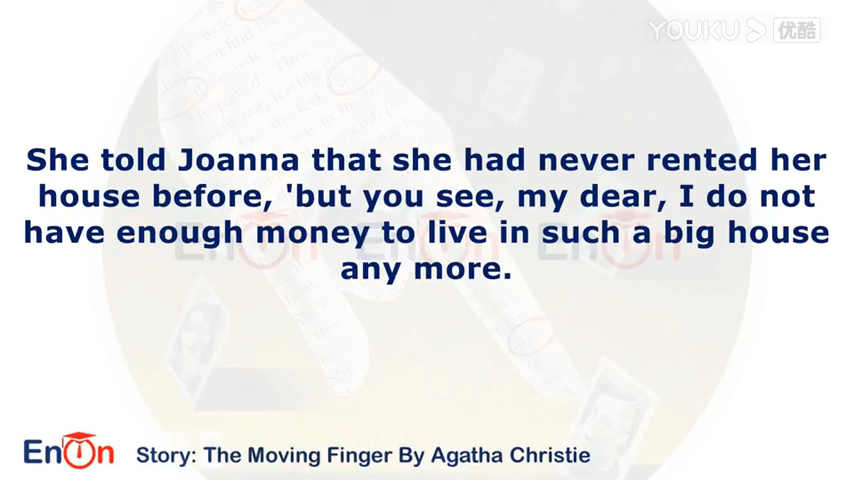 YOUKU 优酷
She told Joanna that she had never rented her
house before, 'but you see, my dear, I do not
have enough money to live in such a big house
any more.
EnOn
Story: The Moving Finger By Agatha Christie